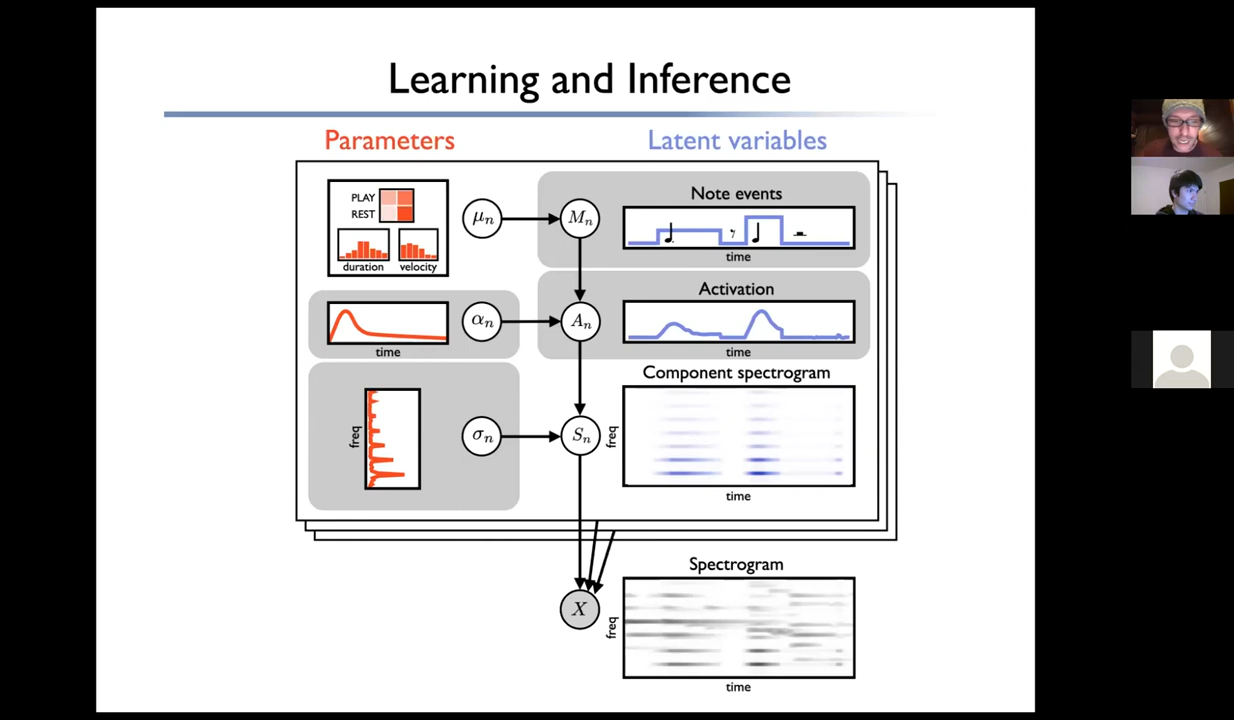 Learning and Inference
Parameters
Latent variables
PLAY
REST
duration
velocity
μn
Mn
Note events
time
time
αn
An
Activation
time
freq
σn
Sn
Component spectrogram
freq
time
X
Spectrogram
freq
time